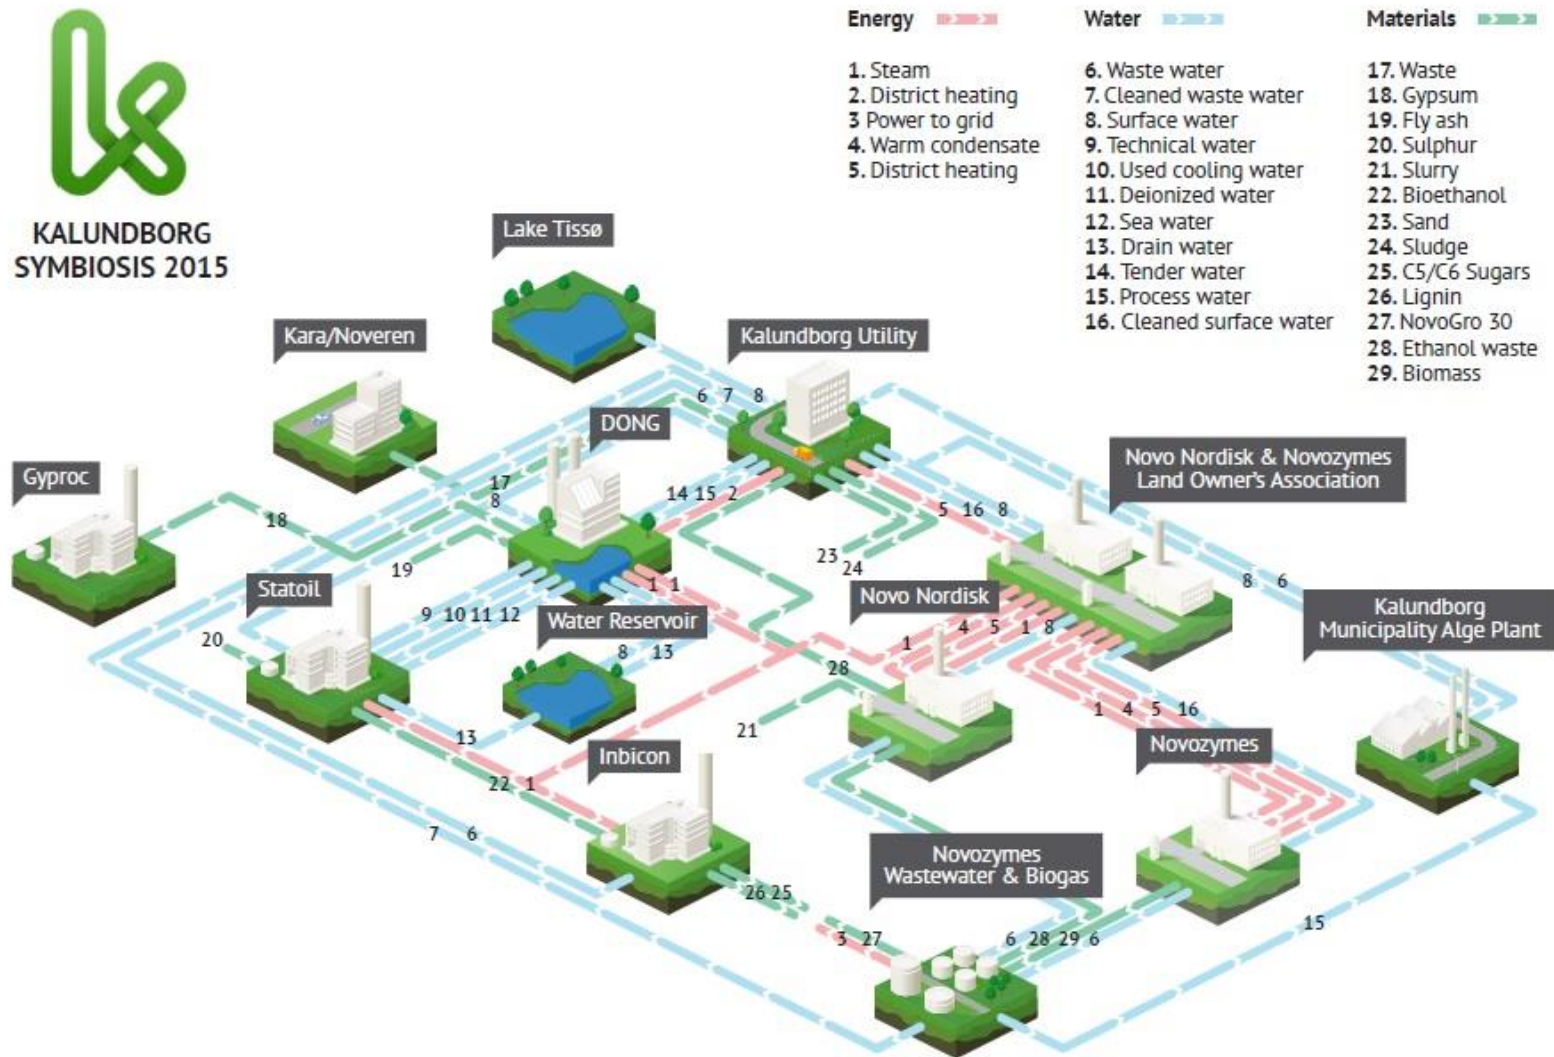 KALUNDBORG
SYMBIOSIS 2015
Energy
1. Steam
2. District heating
3 Power to grid
4. Warm condensate
5. District heating
Water
6. Waste water
7. Cleaned waste water
8. Surface water
9. Technical water
10. Used cooling water
11. Deionized water
12. Sea water
13. Drain water
14. Tender water
15. Process water
16. Cleaned surface water
Materials
17. Waste
18. Gypsum
19. Fly ash
20. Sulphur
21. Slurry
22. Bioethanol
23. Sand
24. Sludge
25. C5/C6 Sugars
26. Lignin
27. NovoGro 30
28. Ethanol waste
29. Biomass
Lake Tissø
Kara/Noveren
Kalundborg Utility
6 7 8
DONG
Gyproc
Novo Nordisk & Novozymes
Land Owner's Association
17
8
14 15 2
5 16 8
18
23
24
19
8 6
Statoil
1 1
Novo Nordisk
Kalundborg
Municipality Alge Plant
9 10 11 12
Water Reservoir
1 4 5 1 8
20
8 13
28
1 4 5 16
21
13
Inbicon
Novozymes
22 1
7 6
Novozymes
Wastewater & Biogas
26 25
3 27
6 28 29 6
15